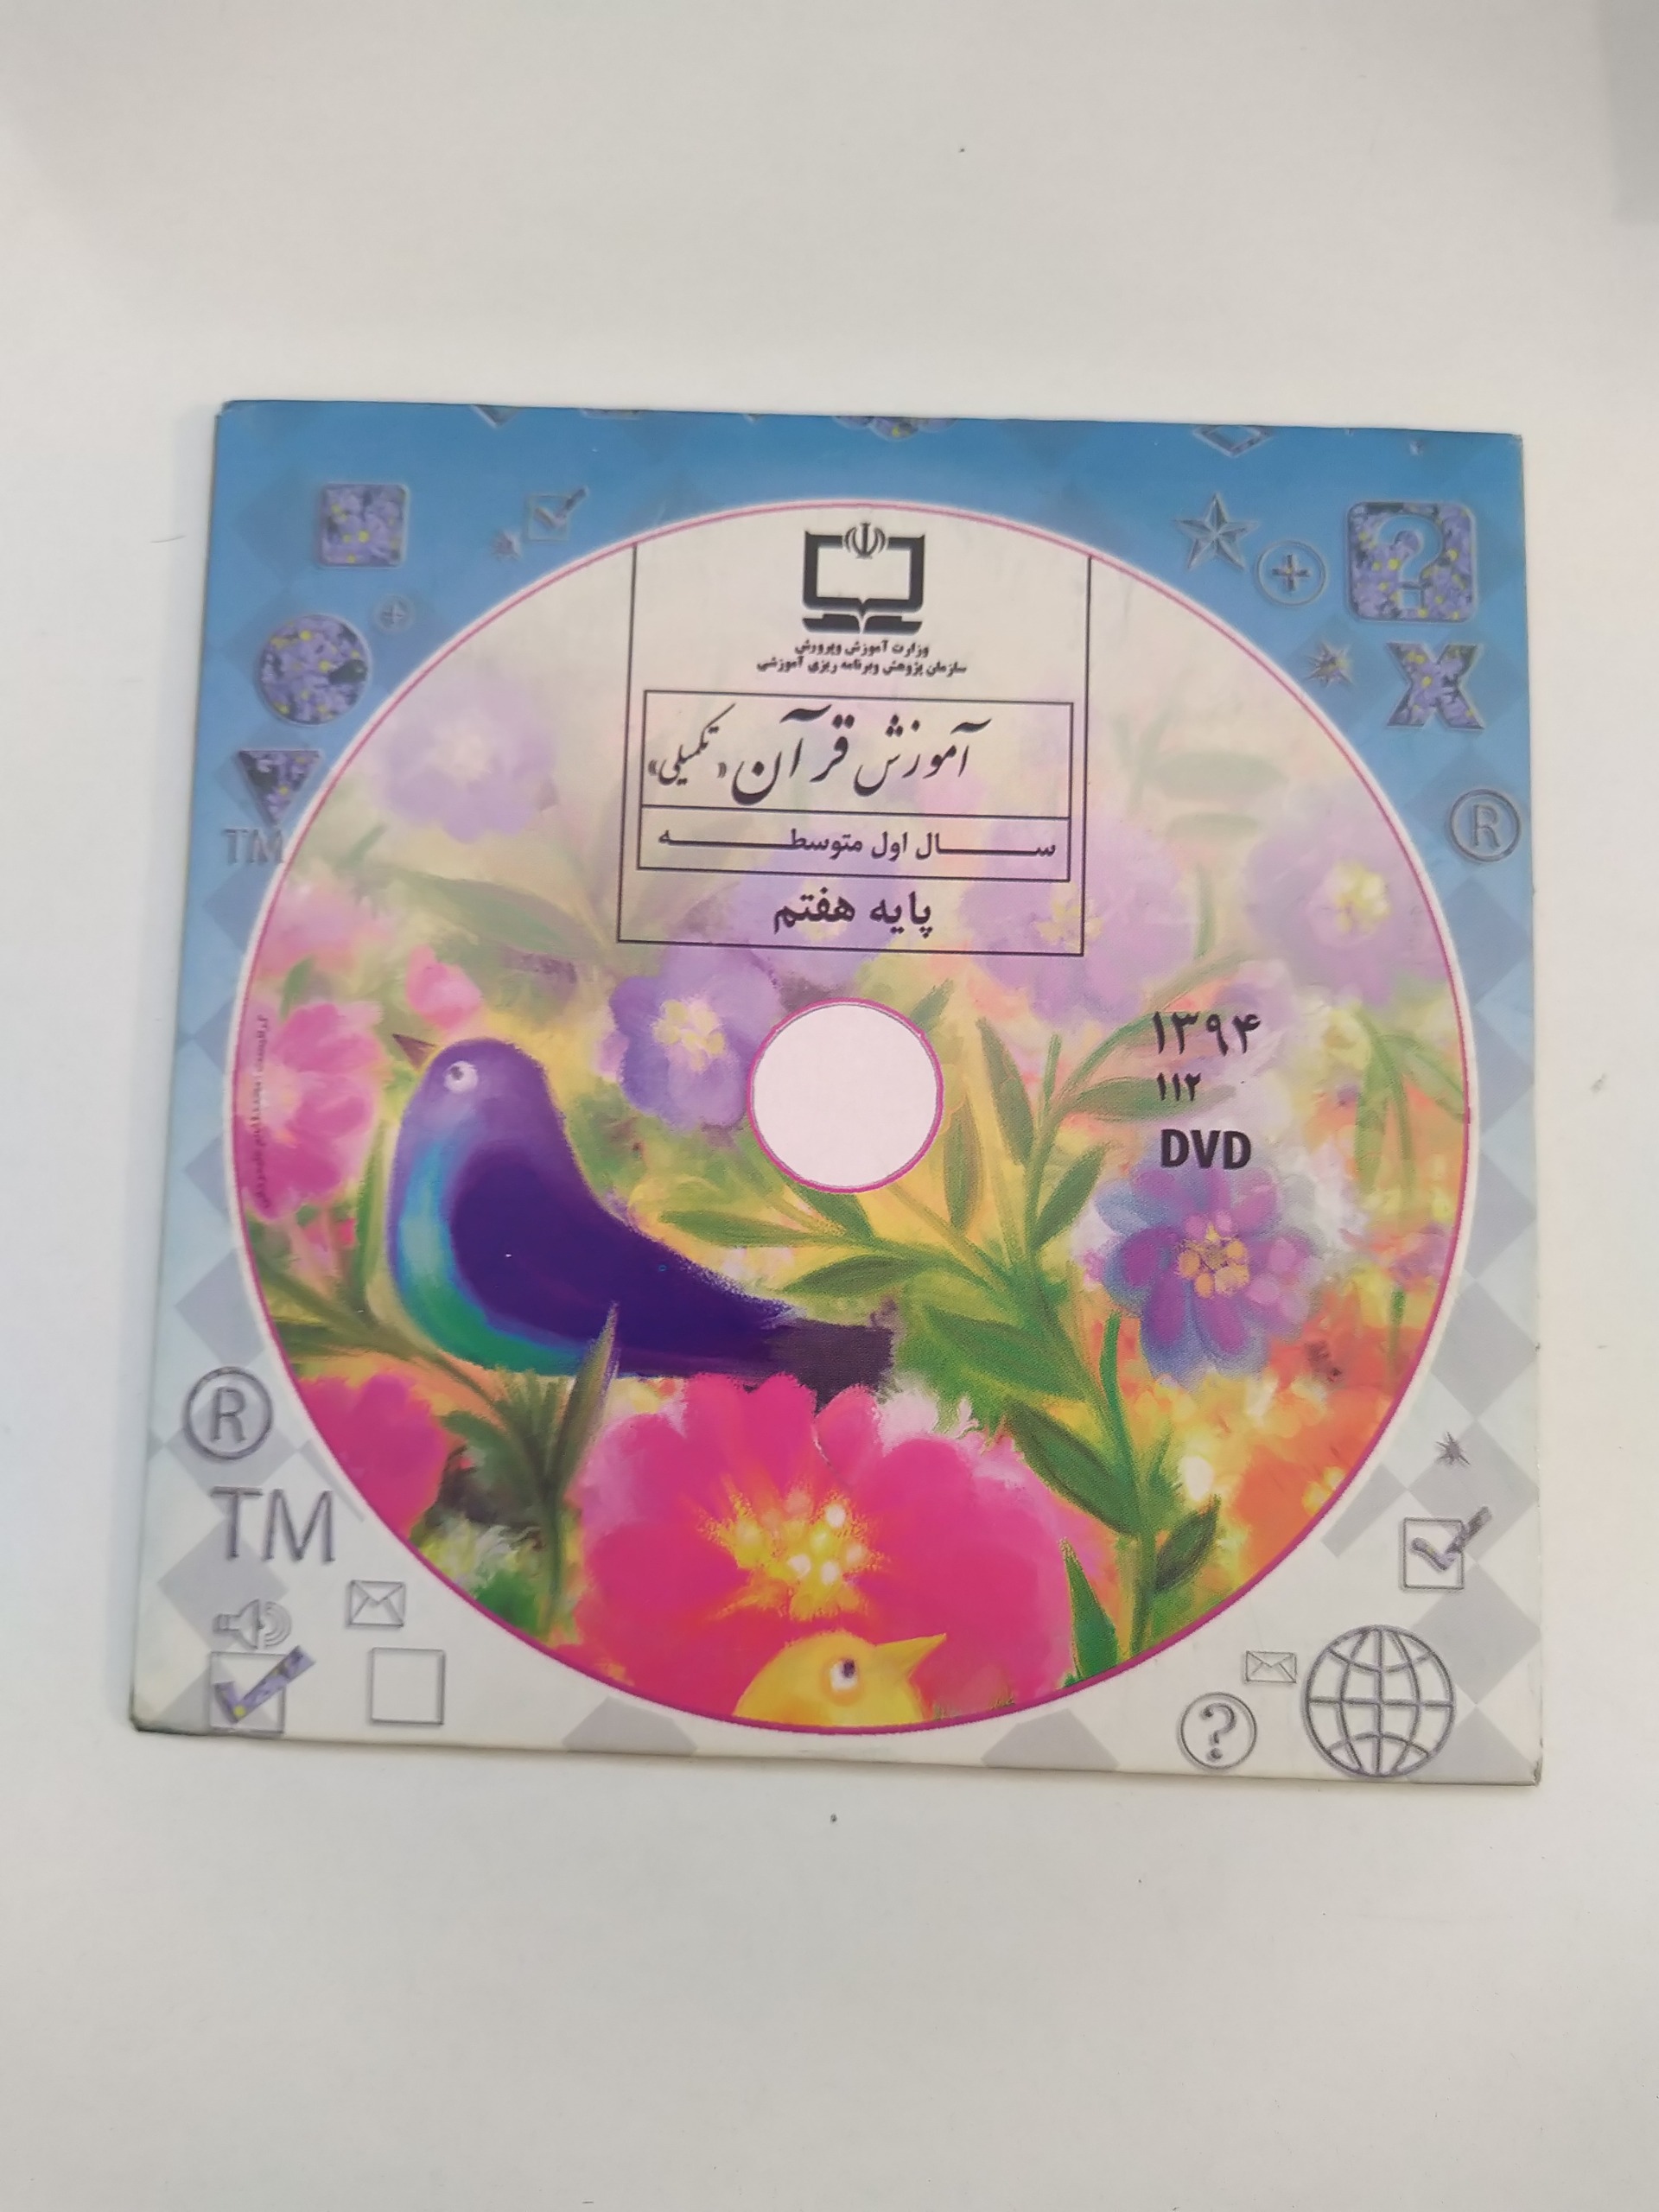 وزارت آموزش وپرورش
سازمان پژوهش وبرنامه ریزی آموزشی
آموزش قرآن «تکمیلی»
سال اول متوسطه
پایه هفتم
۱۳۹۴
۱۱۲
DVD
TM
R
R
TM